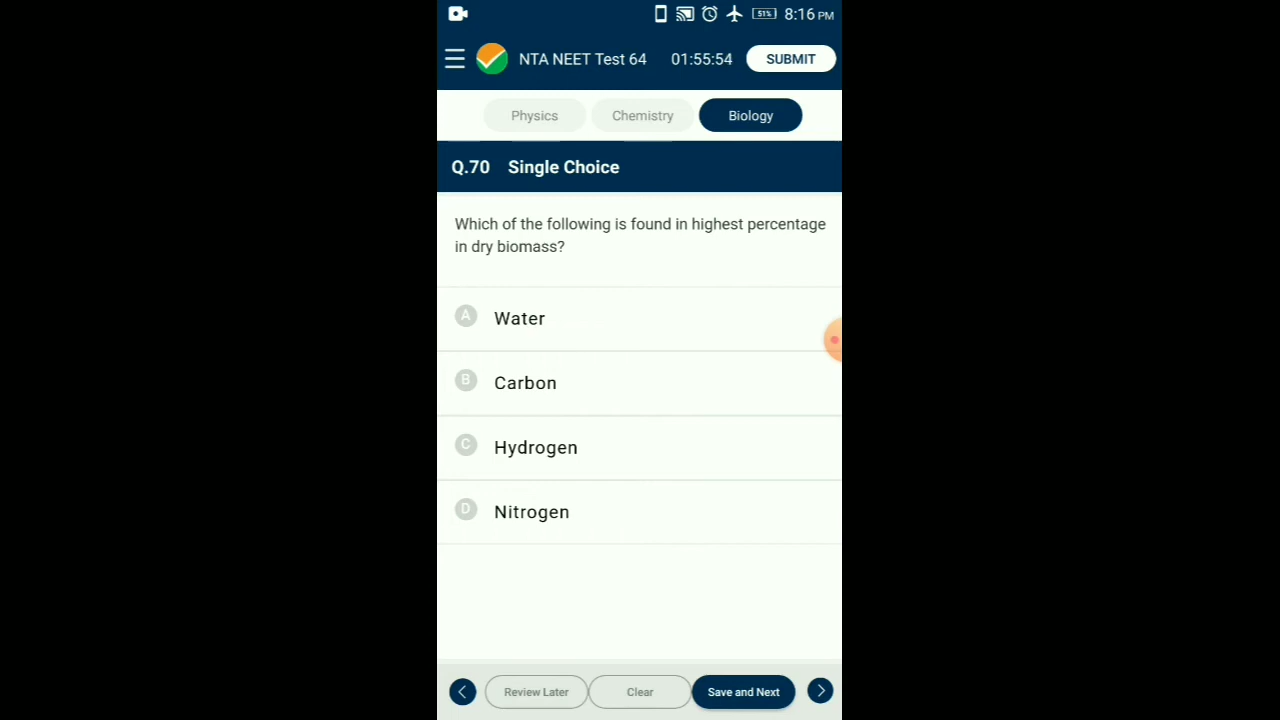 51% 8:16 PM
NTA NEET Test 64 01:55:54 SUBMIT
Physics Chemistry Biology
Q.70 Single Choice
Which of the following is found in highest percentage
in dry biomass?
A Water
B Carbon
C Hydrogen
D Nitrogen
Review Later Clear Save and Next